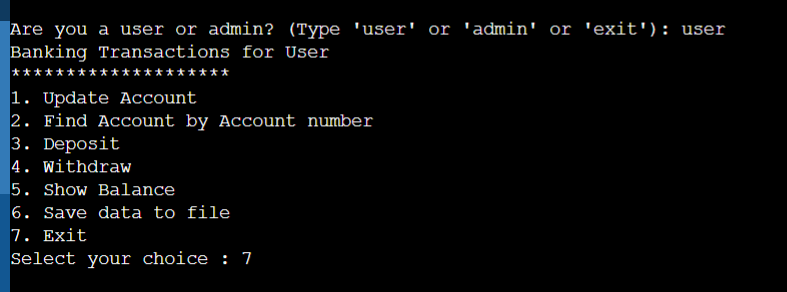 Are you a user or admin? (Type 'user' or 'admin' or 'exit'): user
Banking Transactions for User
********************
1. Update Account
2. Find Account by Account number
3. Deposit
4. Withdraw
5. Show Balance
6. Save data to file
7. Exit
Select your choice : 7